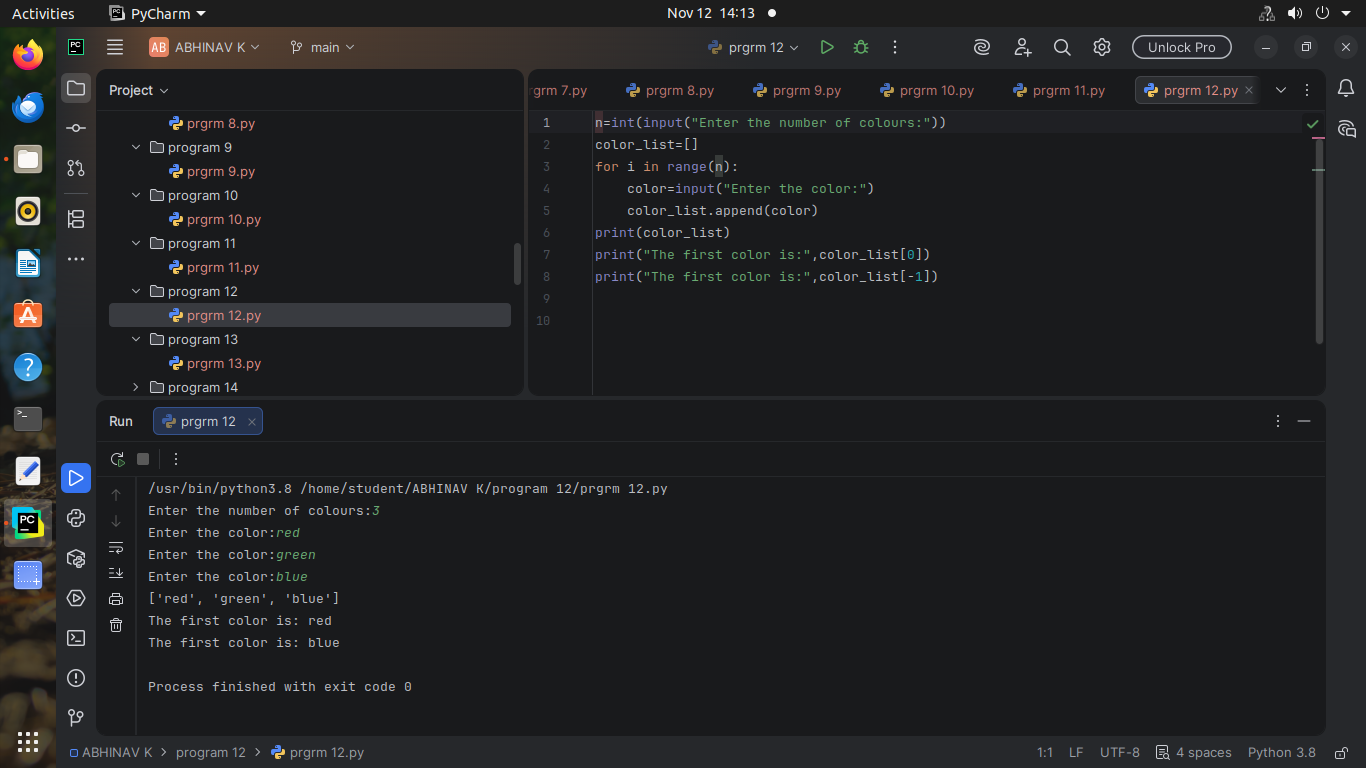 Activities PyCharm Nov 12 14:13
PC AB ABHINAV K main prgrm 12 Unlock Pro
Project
prgrm 8.py
program 9
prgrm 9.py
program 10
prgrm 10.py
program 11
prgrm 11.py
program 12
prgrm 12.py
program 13
prgrm 13.py
program 14
rgrm 7.py prgrm 8.py prgrm 9.py prgrm 10.py prgrm 11.py prgrm 12.py
1 n=int(input("Enter the number of colours:"))
2 color_list=[]
3 for i in range(n):
4 color=input("Enter the color:")
5 color_list.append(color)
6 print(color_list)
7 print("The first color is:",color_list[0])
8 print("The first color is:",color_list[-1])
9
10
Run prgrm 12
/usr/bin/python3.8 /home/student/ABHINAV K/program 12/prgrm 12.py
Enter the number of colours:3
Enter the color:red
Enter the color:green
Enter the color:blue
['red', 'green', 'blue']
The first color is: red
The first color is: blue
Process finished with exit code 0
ABHINAV K > program 12 > prgrm 12.py 1:1 LF UTF-8 4 spaces Python 3.8